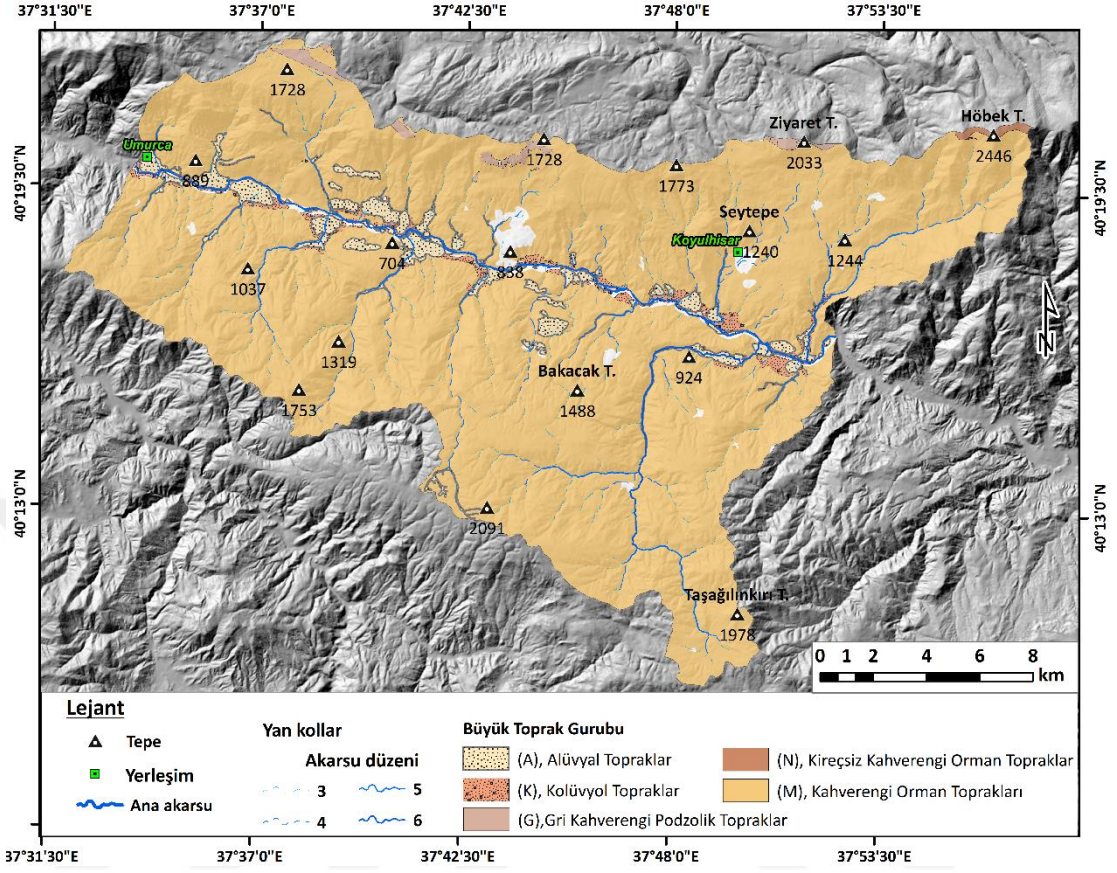 37°31'30"E 37°37'0"E 37°42'30"E 37°48'0"E 37°53'30"E
40°19'30"N
40°13'0"N
40°19'30"N
40°13'0"N
1728
Umurca
889
1728
Ziyaret T.
2033
Höbek T.
2446
1773
Seytepe
1240
Koyulhisar
1244
704
838
1037
1319
1753
Bakacak T.
1488
924
2091
Taşağılınkırı T.
1978
N
0 1 2 4 6 8
km
Lejant
Tepe
Yerleşim
Ana akarsu
Yan kollar
Akarsu düzeni
3 5
4 6
Büyük Toprak Gurubu
(A), Alüvyal Topraklar
(K), Kolüvyol Topraklar
(G),Gri Kahverengi Podzolik Topraklar
(N), Kireçsiz Kahverengi Orman Topraklar
(M), Kahverengi Orman Toprakları
37°31'30"E 37°37'0"E 37°42'30"E 37°48'0"E 37°53'30"E